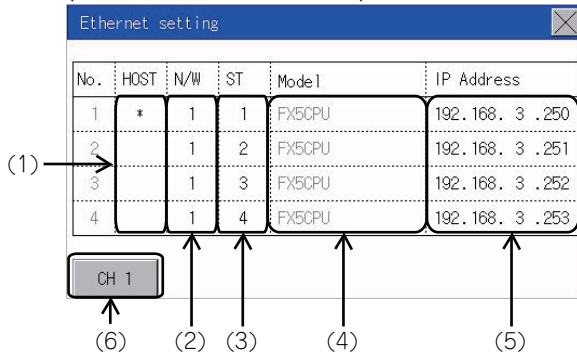 Ethernet setting
No. HOST N/W ST Model IP Address
1 * 1 1 FX5CPU 192.168. 3 .250
2 1 2 FX5CPU 192.168. 3 .251
(1)
3 1 3 FX5CPU 192.168. 3 .252
4 1 4 FX5CPU 192.168. 3 .253
CH 1
(6) (2) (3) (4) (5)